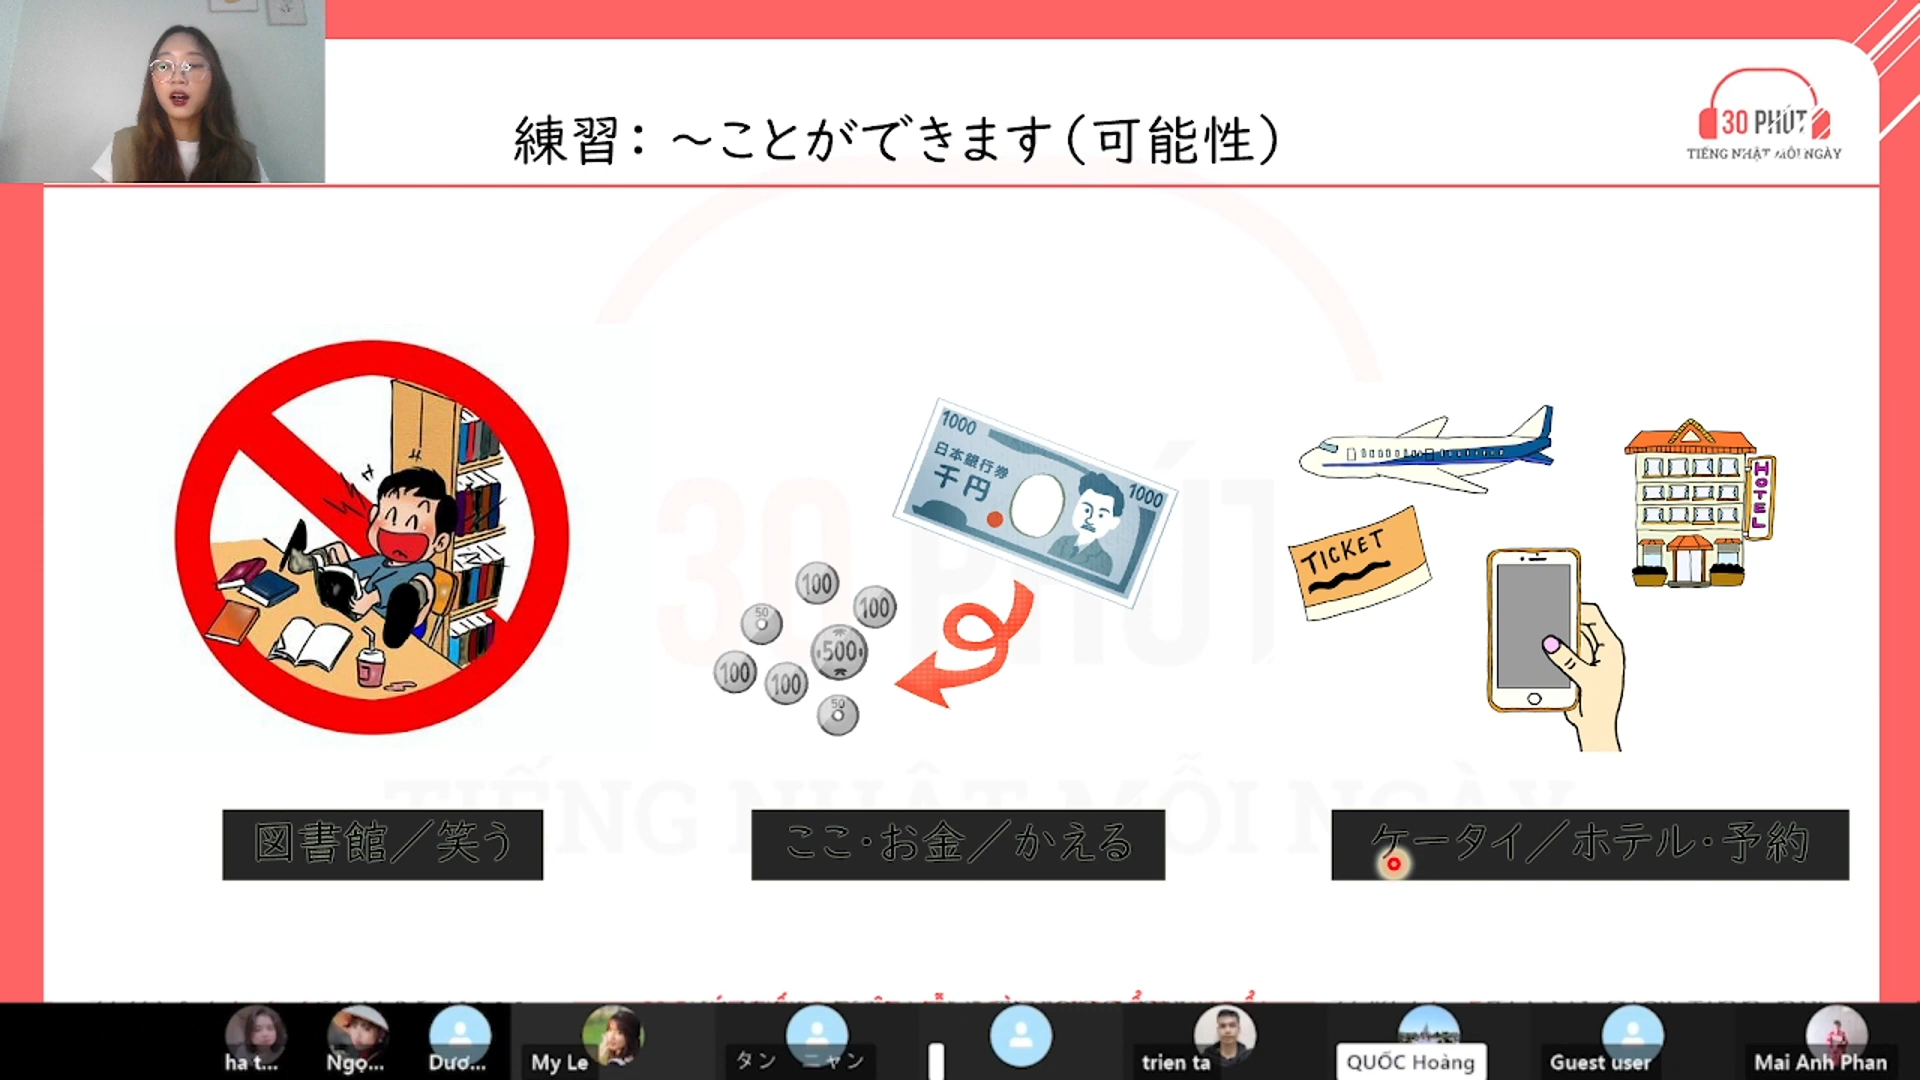 練習：～ことができます（可能性）
30 PHÚT
TIẾNG NHẬT MỖI NGÀY
1000
日本銀行券
千円
1000
100
100
50
500
100
100
50
TICKET
HOTEL
30 PHÚT
TIẾNG NHẬT MỖI NGÀY
図書館／笑う
ここ・お金／かえる
ケータイ／ホテル・予約
ha t...
Ngọ...
Dươ...
My Le
タン ニャン
trien ta
QUỐC Hoàng
Guest user
Mai Anh Phan